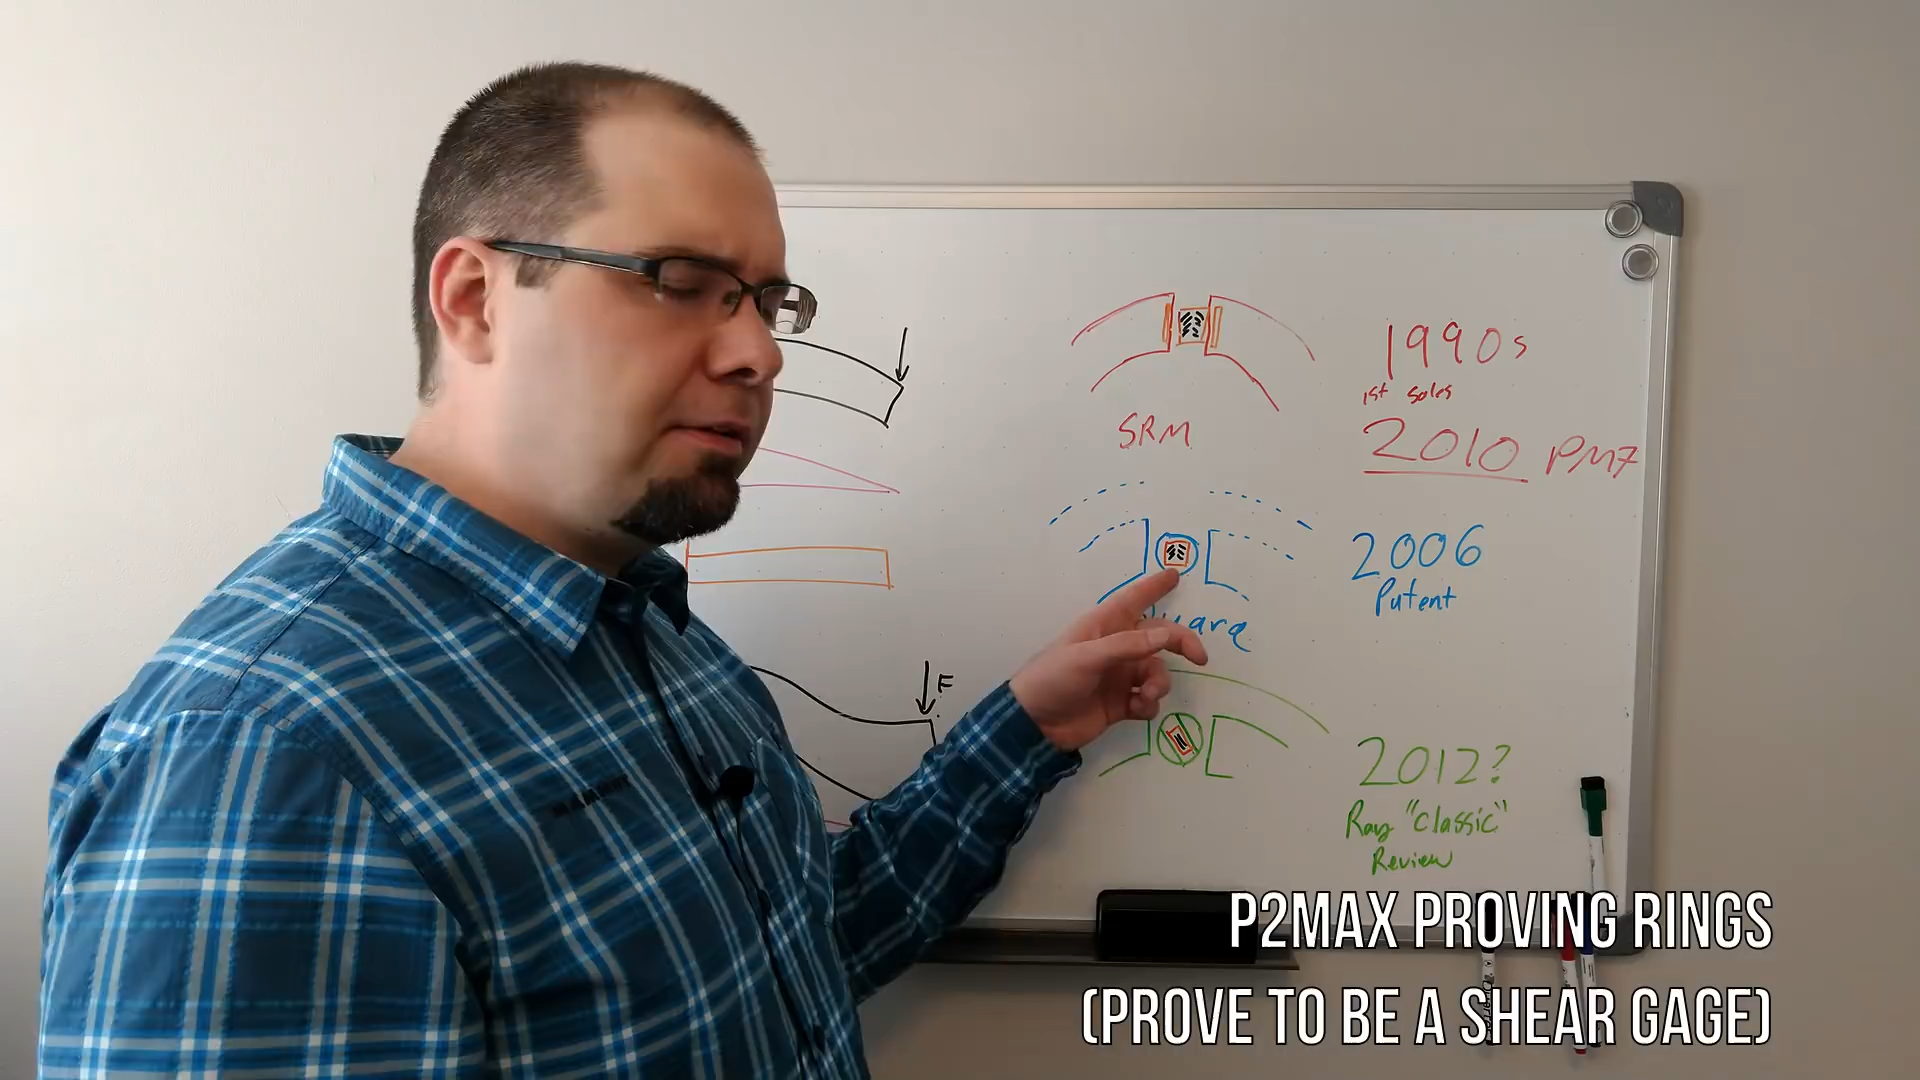 1990s
1st sales
SRM
2010 PM7
2006
Patent
Quarq
F
2012?
Ray "Classic"
Review
P2MAX PROVING RINGS
(PROVE TO BE A SHEAR GAGE)